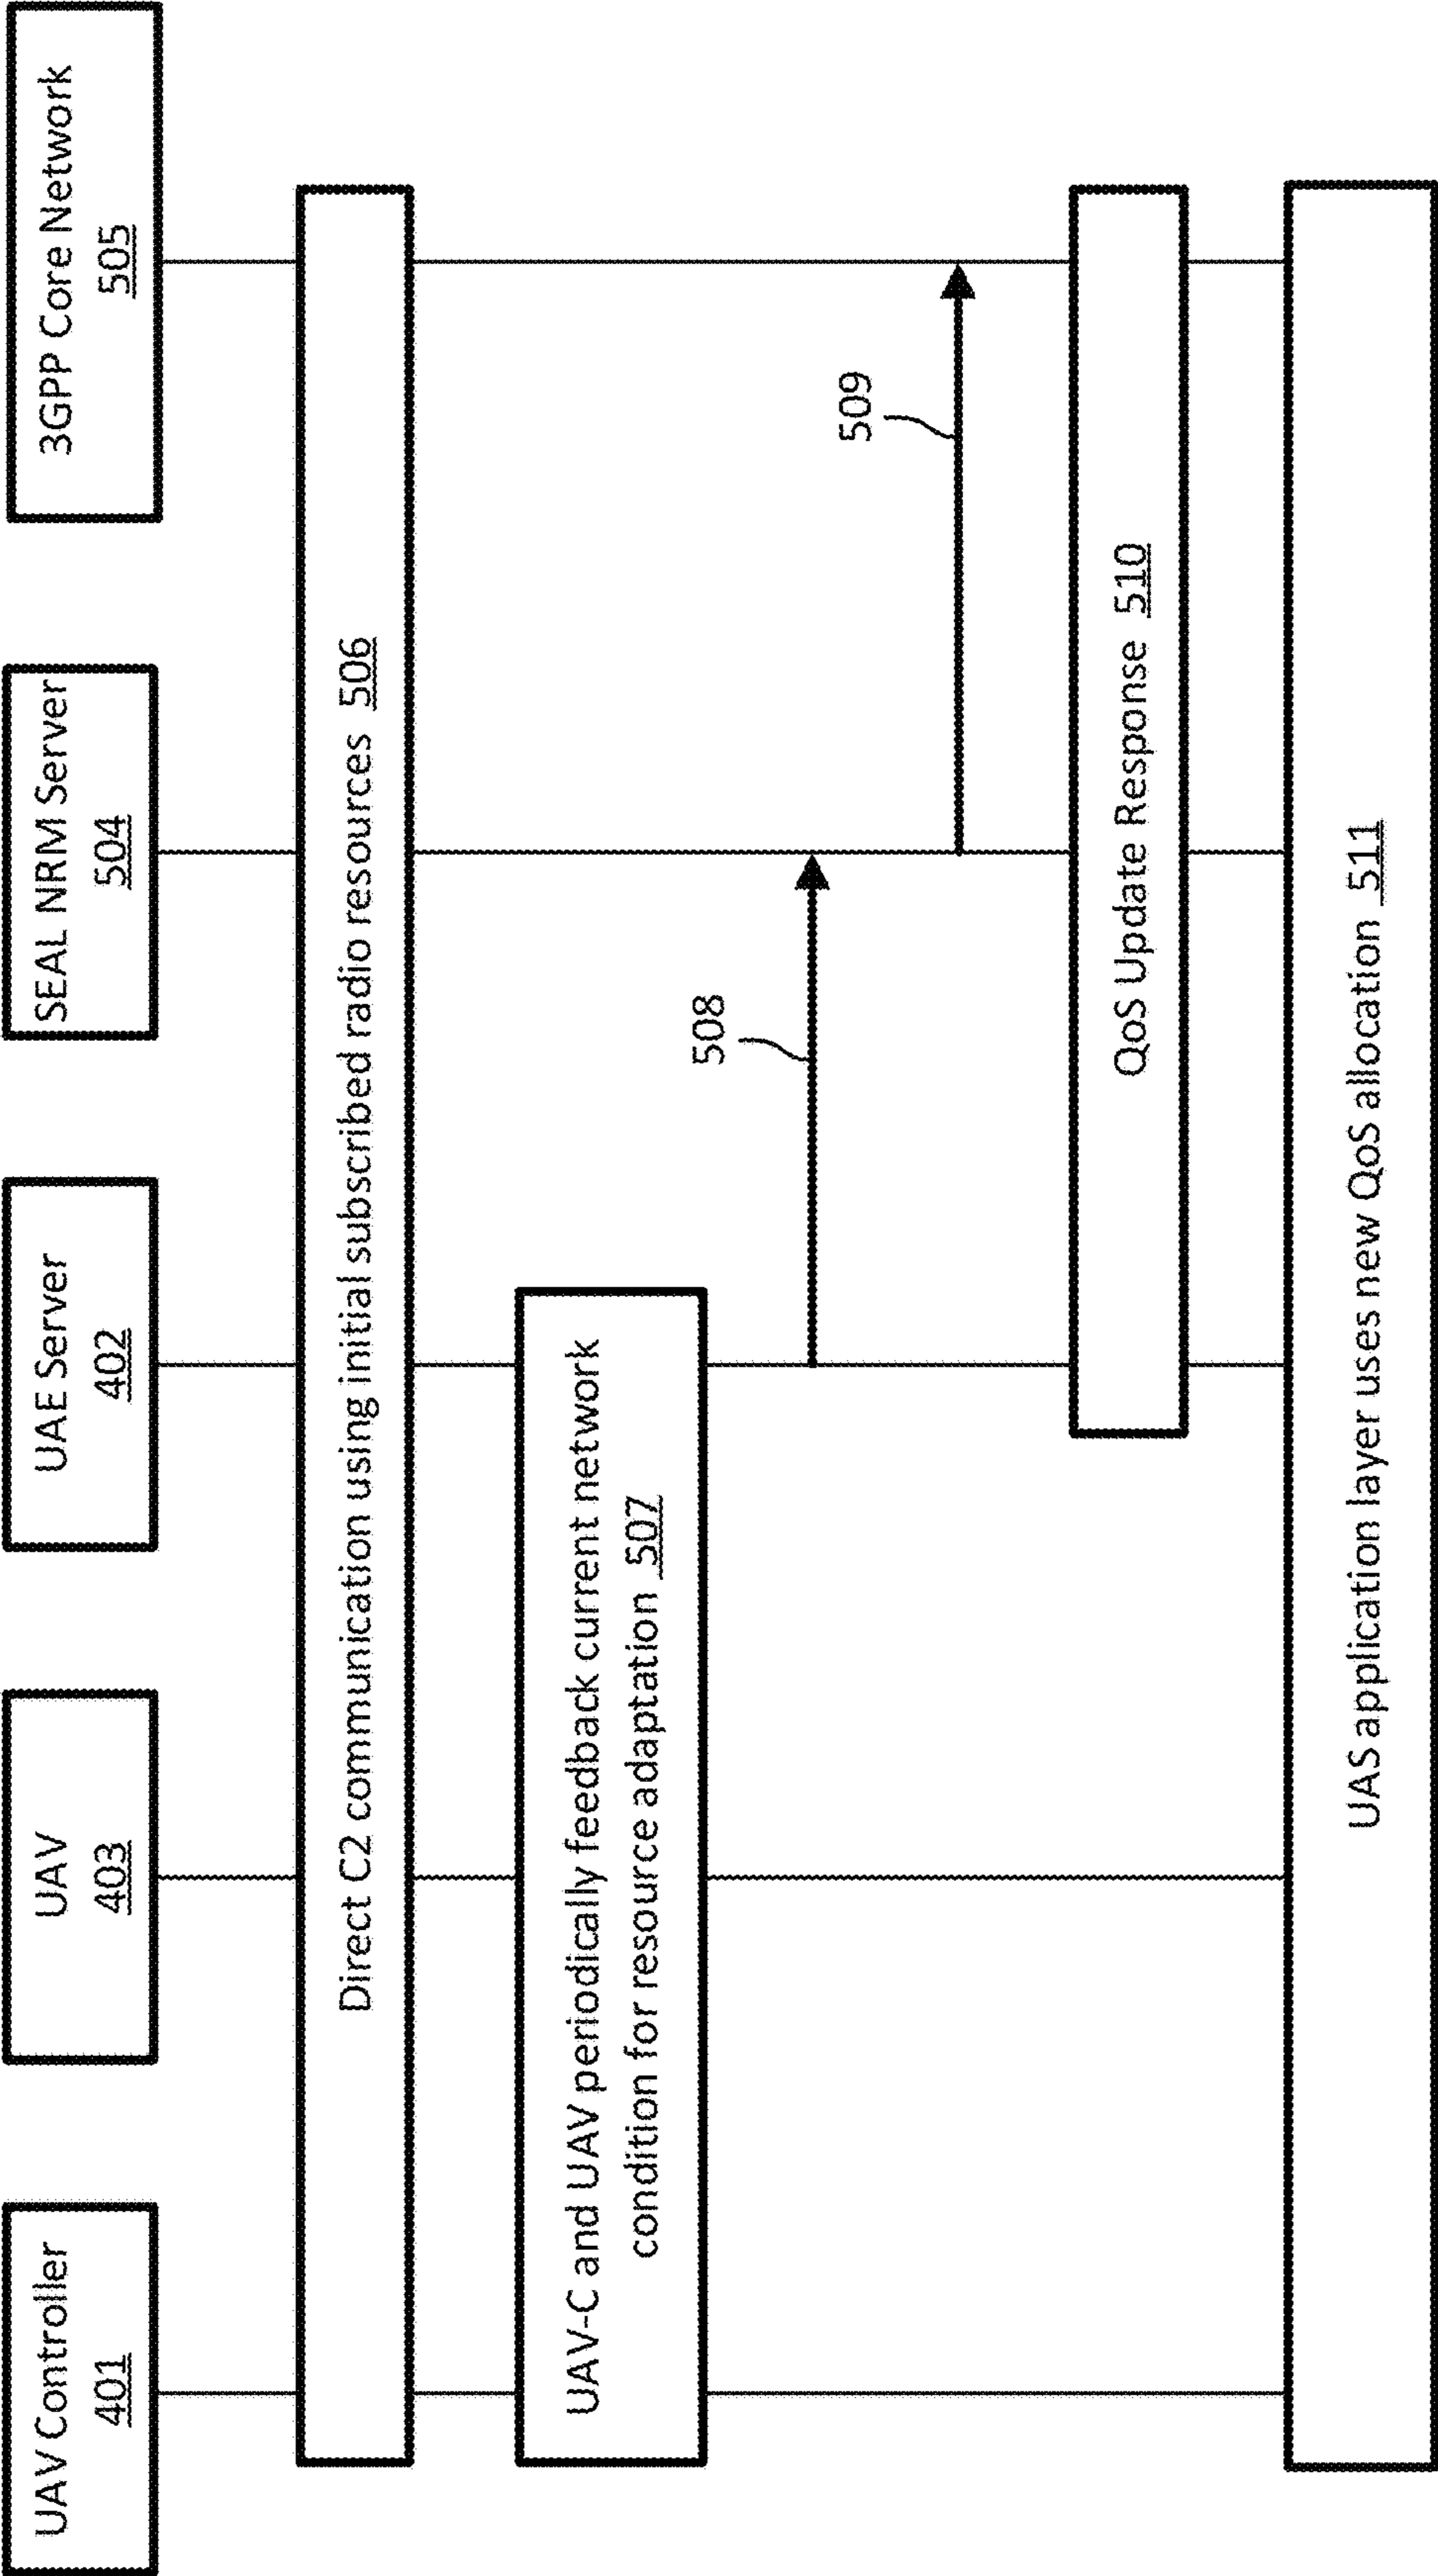 UAV Controller
401
UAV
403
UAE Server
402
SEAL NRM Server
504
3GPP Core Network
505
Direct C2 communication using initial subscribed radio resources 506
UAV-C and UAV periodically feedback current network
condition for resource adaptation 507
508
509
QoS Update Response 510
UAS application layer uses new QoS allocation 511